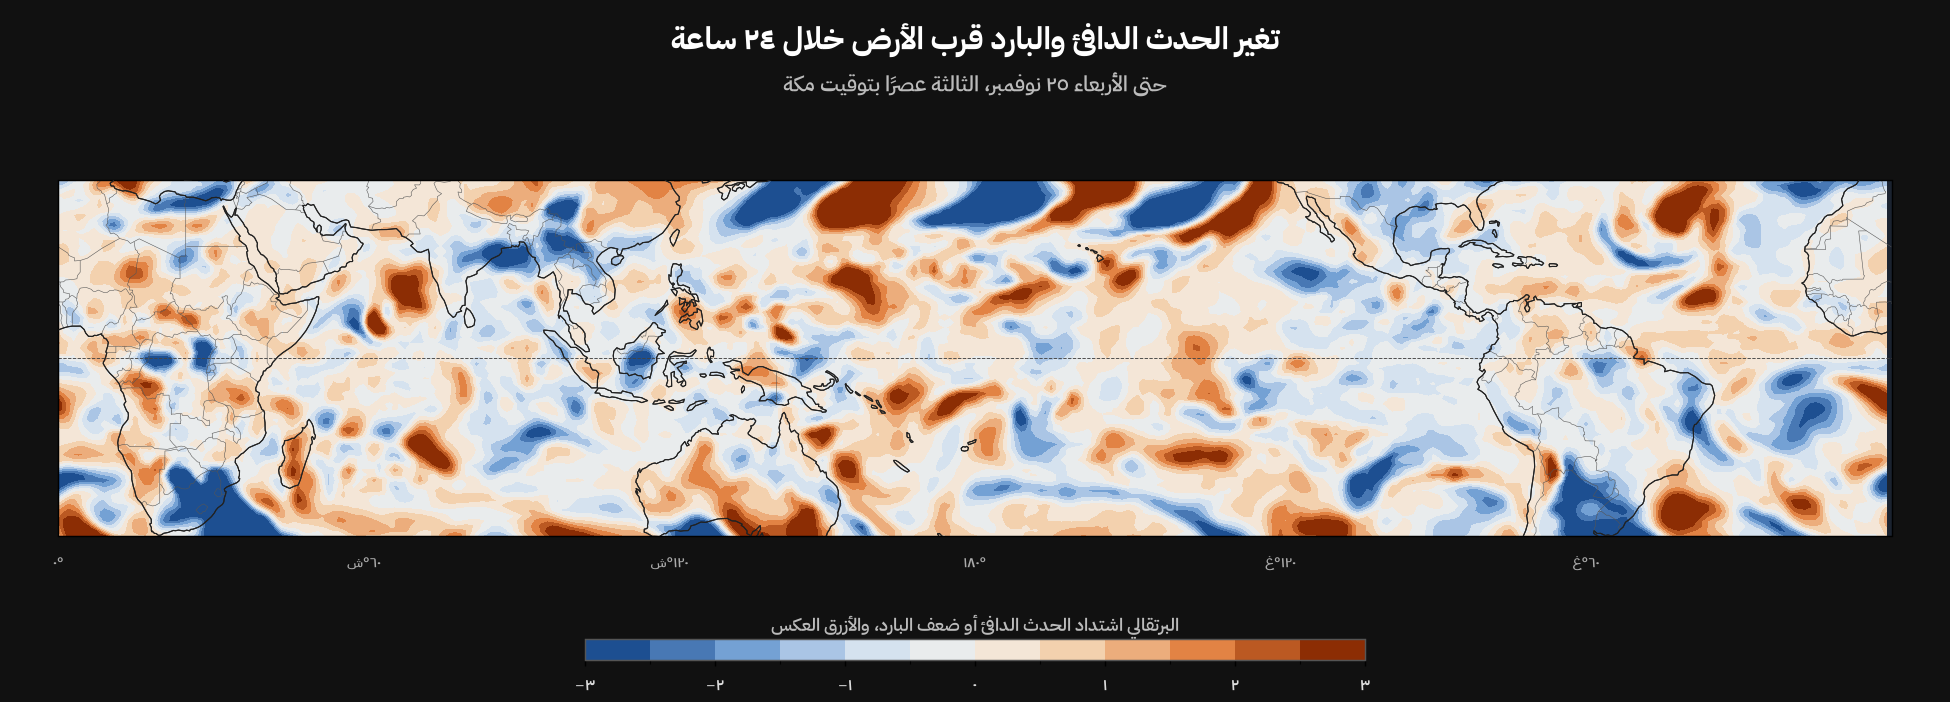 تغير الحدث الدافئ والبارد قرب الأرض خلال ٢٤ ساعة
حتى الأربعاء ٢٥ نوفمبر، الثالثة عصرًا بتوقيت مكة
٠° ٦٠°ش ١٢٠°ش ١٨٠° ١٢٠°غ ٦٠°غ
البرتقالي اشتداد الحدث الدافئ أو ضعف البارد، والأزرق العكس
−٣ −٢ −١ ٠ ١ ٢ ٣